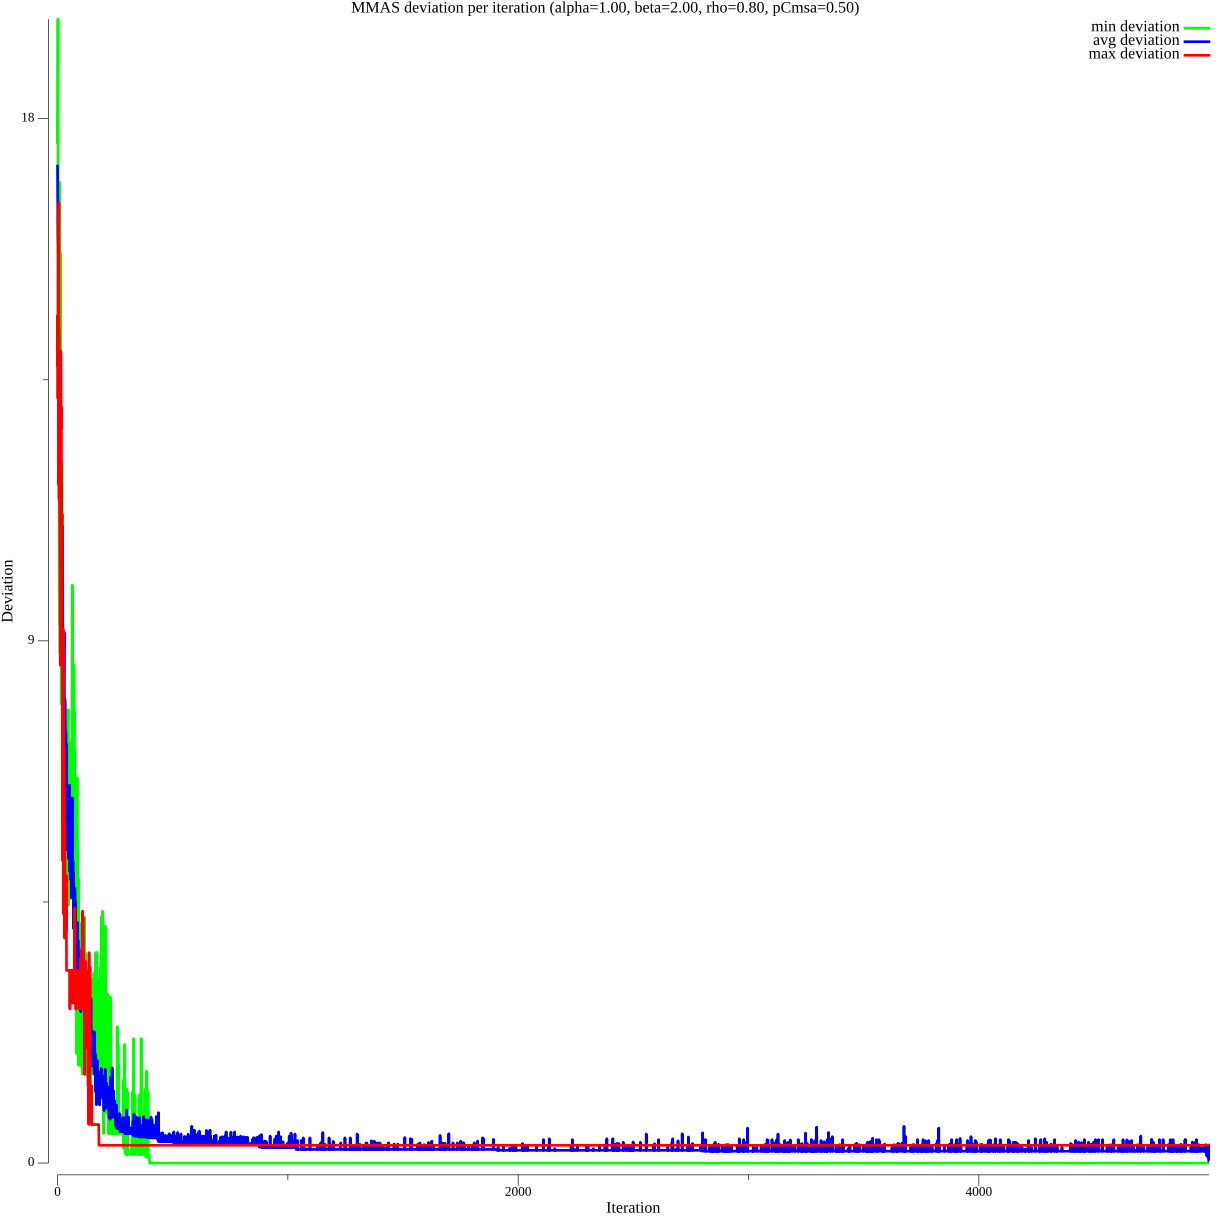 MMAS deviation per iteration (alpha=1.00, beta=2.00, rho=0.80, pCmsa=0.50)
min deviation
avg deviation
max deviation
18
9
0
Deviation
0 2000 4000
Iteration